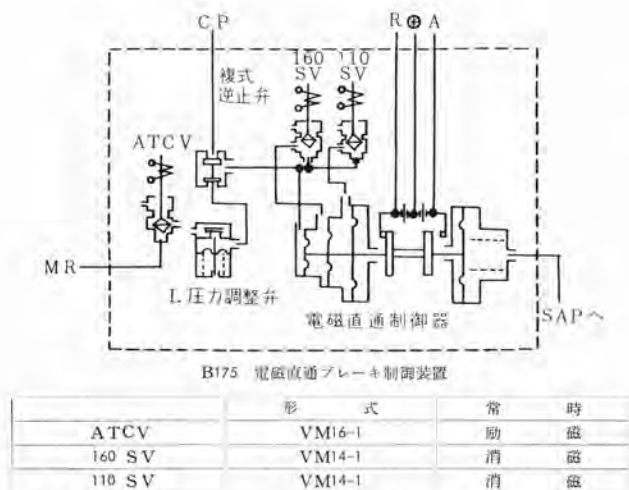 CP
R ⊕ A
160 SV
110 SV
複式
逆止弁
ATCV
MR
L圧力調整弁
電磁直通制御器
SAPへ
B175 電磁直通ブレーキ制御装置
形式 常時
ATCV VM16-1 励磁
160 SV VM14-1 消磁
110 SV VM14-1 消磁